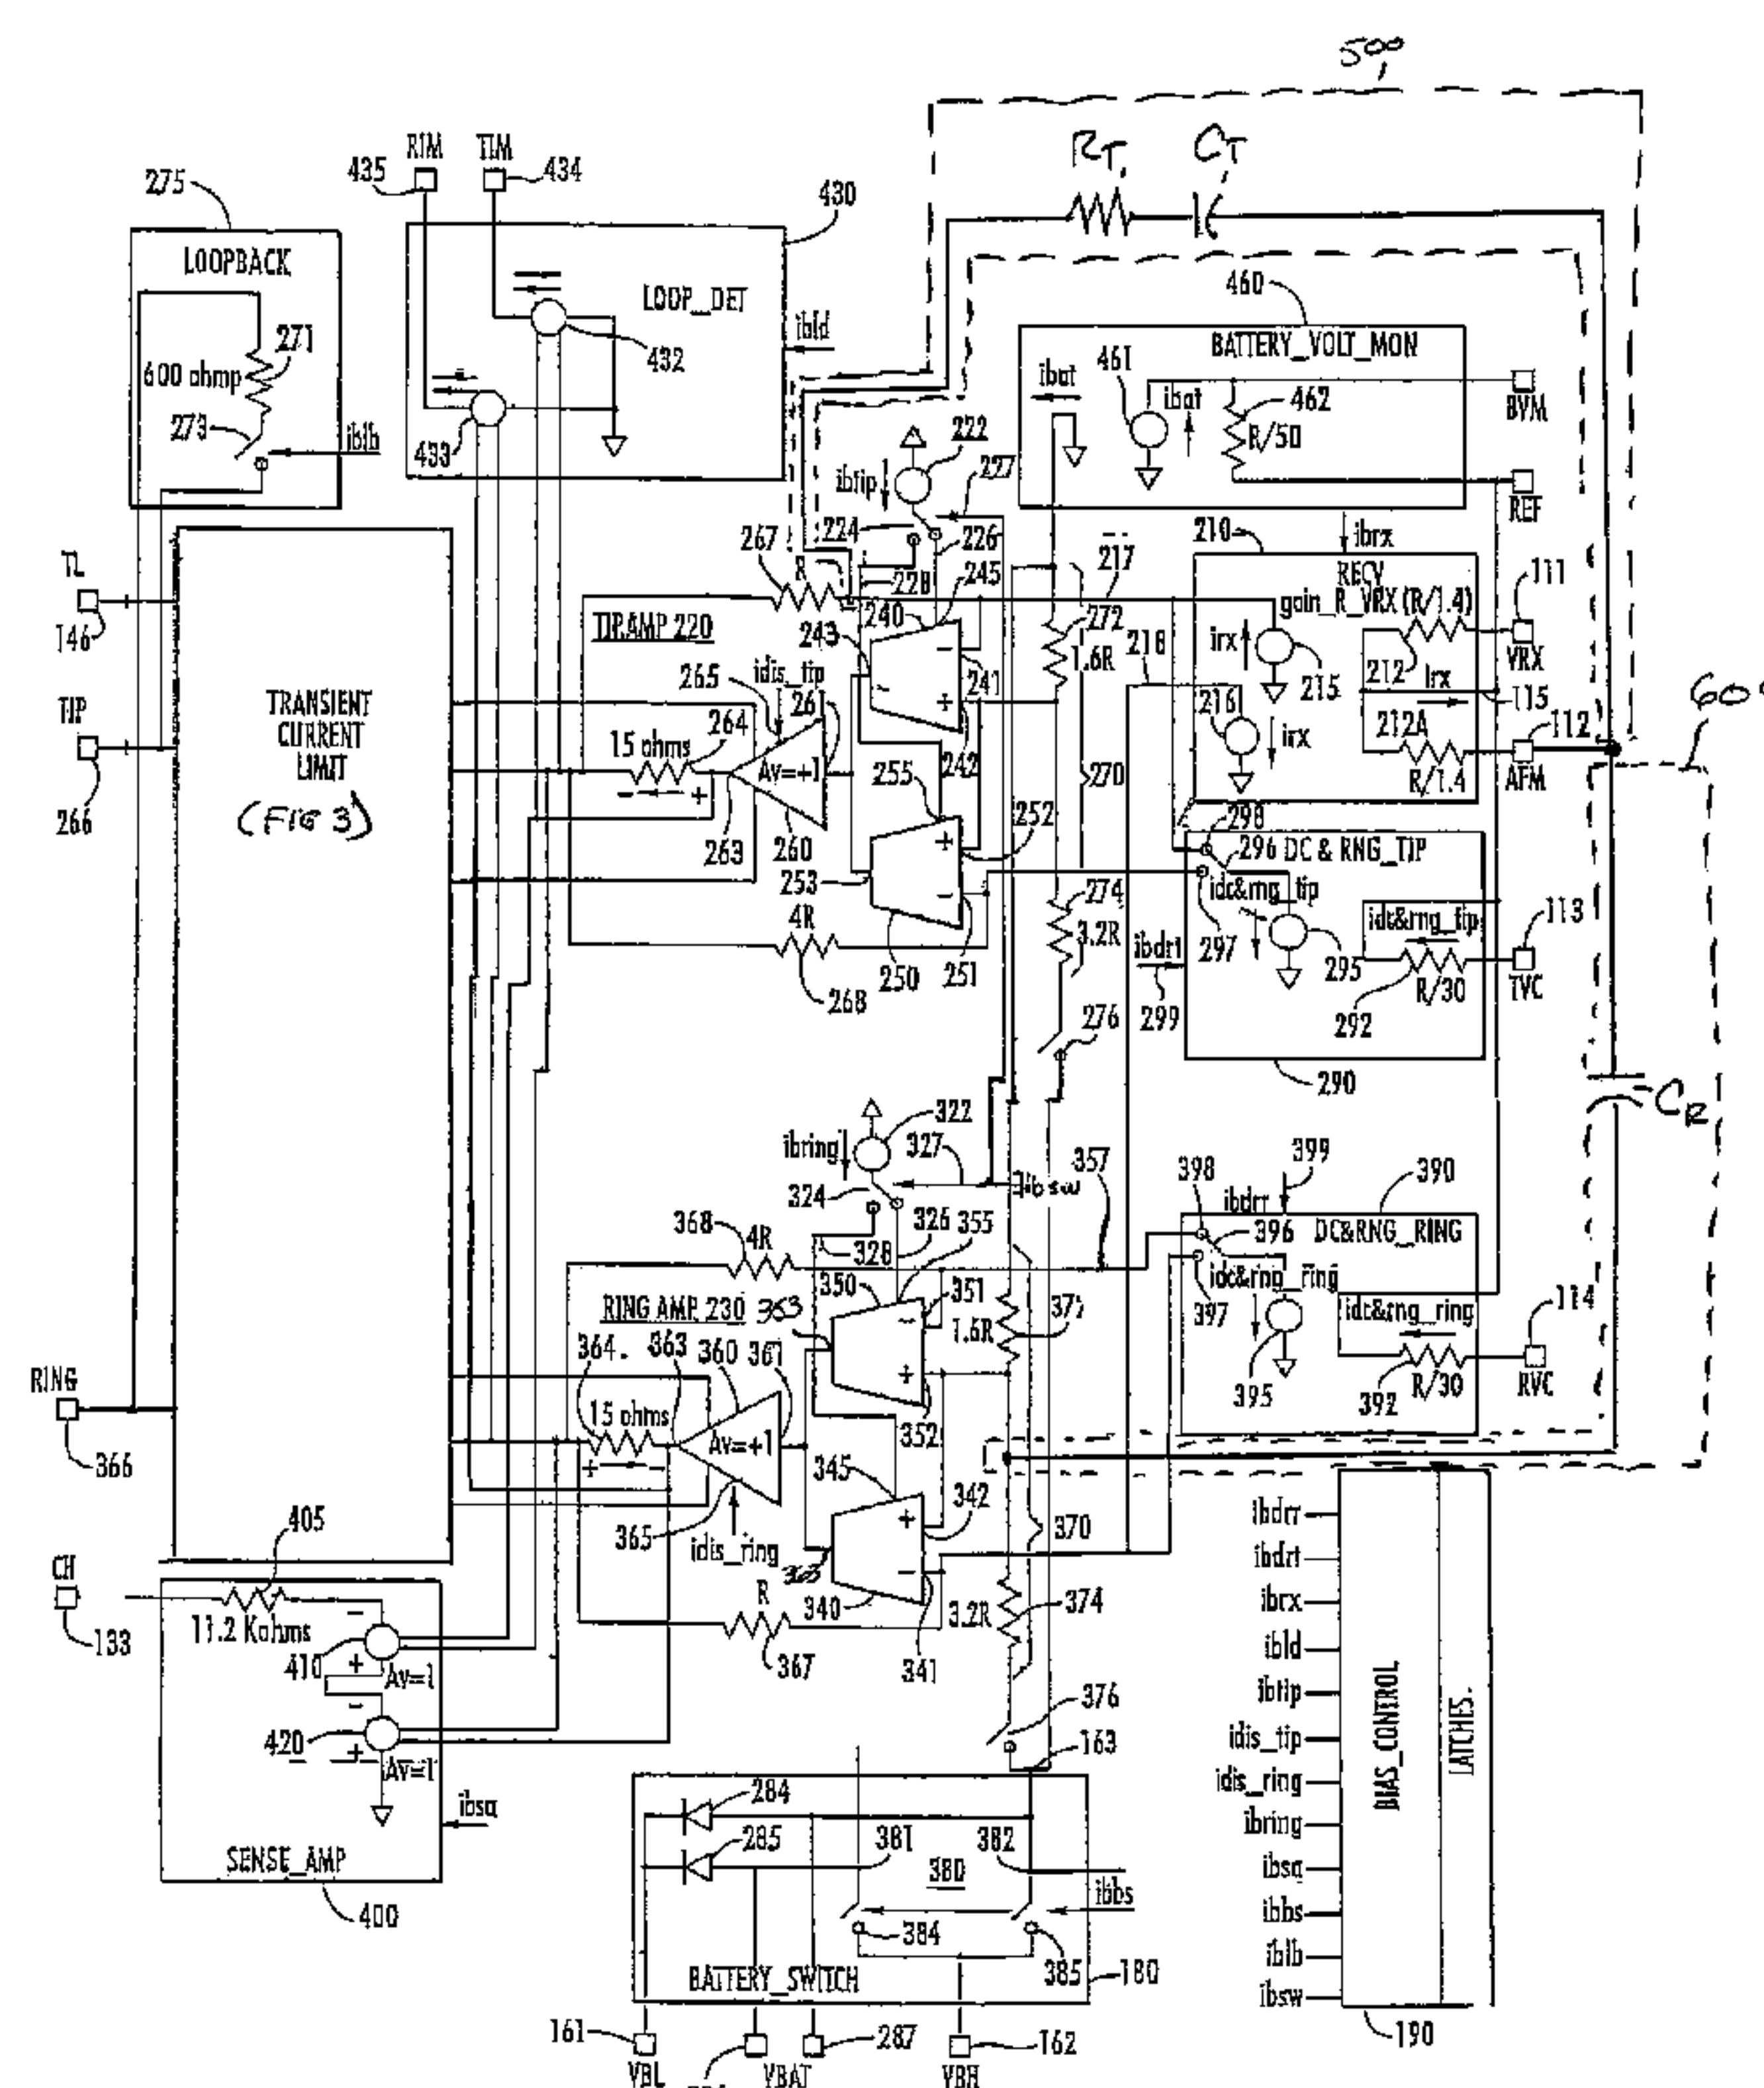 500
RIM
TIM
435
434
275
430
RT
CT
LOOPBACK
271
600 ohmp
273
iblb
LOOP_DET
432
433
ibld
460
BATTERY_VOLT_MON
461
ibat
ibat
462
R/50
BVM
REF
222
ibtip
227
224
226
228
245
217
210
ibrx
RECV
gain_R_VRX (R/1.4)
111
VRX
irx
212
Irx
215
115
218
216
irx
212A
R/1.4
112
AFM
600
TL
146
TIP
266
TRANSIENT
CURRENT
LIMIT
(FIG 3)
267
R
TIP AMP 220
240
243
241
242
272
1.6R
270
265
idis_tip
261
264
15 ohms
Av=+1
263
260
255
252
253
250
251
4R
268
274
3.2R
276
298
296
DC & RNG_TIP
idc&rng_tip
297
295
idc&rng_tip
292
R/30
113
TVC
ibdrt
299
290
CR
322
ibring
327
324
326
328
355
ibsw
357
398
399
390
ibdrr
396
DC&RNG_RING
idc&rng_ring
397
395
idc&rng_ring
392
R/30
114
RVC
368
4R
350
351
RING AMP 230
353
364
363
360
361
15 ohms
Av=+1
1.6R
352
345
342
365
idis_ring
370
340
341
R
367
3.2R
374
376
163
RING
366
CH
133
405
11.2 Kohms
410
Av=1
420
Av=1
ibsq
SENSE_AMP
400
284
285
381
382
380
ibbs
384
385
BATTERY_SWITCH
180
161
VBL
VBAT
287
162
VBH
ibdrr
ibdrt
ibrx
ibld
ibtip
idis_tip
idis_ring
ibring
ibsq
ibbs
iblb
ibsw
BIAS_CONTROL
LATCHES.
190